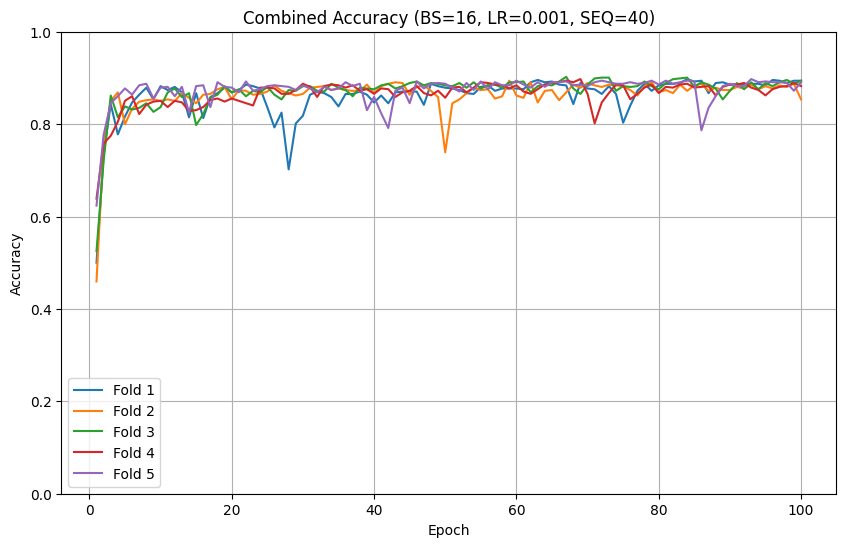 Combined Accuracy (BS=16, LR=0.001, SEQ=40)
1.0
0.8
0.6
0.4
0.2
0.0
Accuracy
Fold 1
Fold 2
Fold 3
Fold 4
Fold 5
0 20 40 60 80 100
Epoch